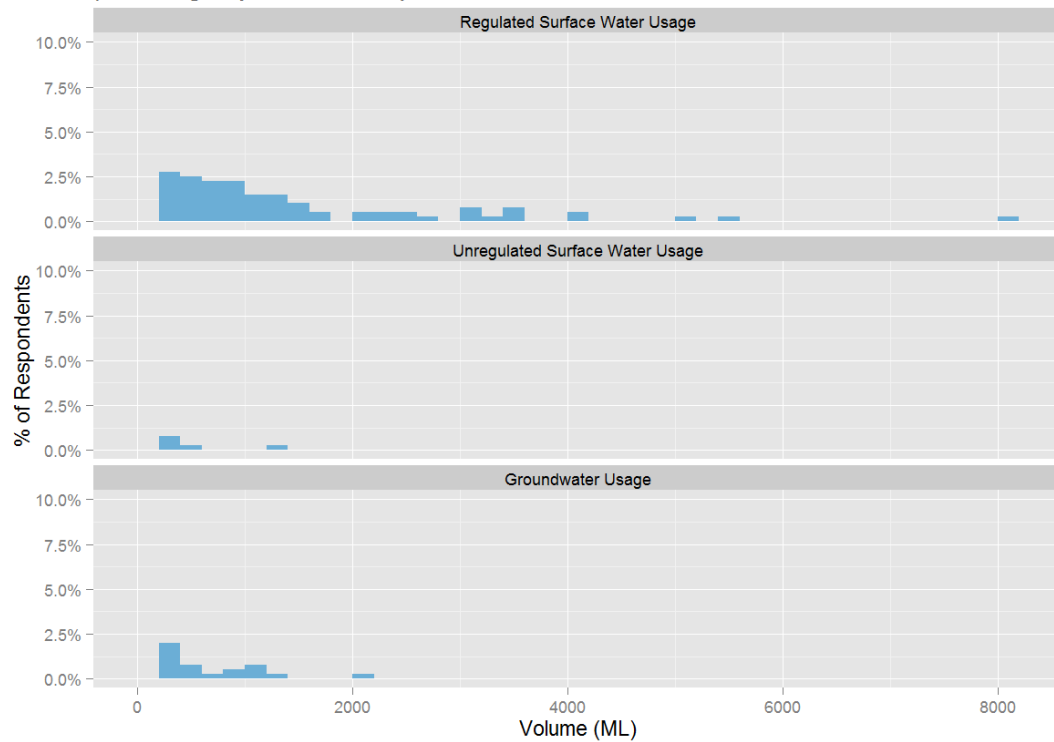 Regulated Surface Water Usage
10.0%
7.5%
5.0%
2.5%
0.0%
Unregulated Surface Water Usage
10.0%
7.5%
5.0%
2.5%
0.0%
% of Respondents
Groundwater Usage
10.0%
7.5%
5.0%
2.5%
0.0%
0 2000 4000 6000 8000
Volume (ML)